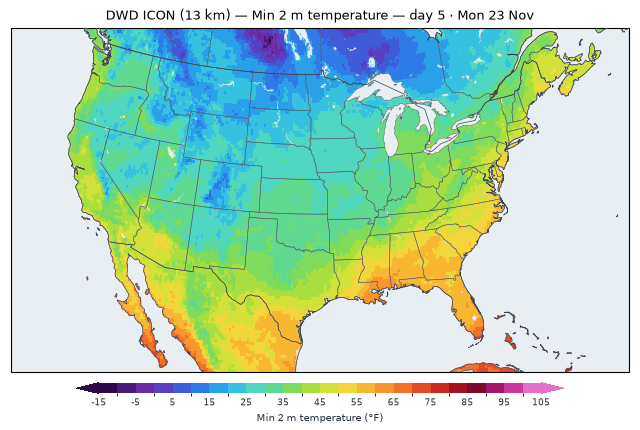 DWD ICON (13 km) — Min 2 m temperature — day 5 · Mon 23 Nov
-15 -5 5 15 25 35 45 55 65 75 85 95 105
Min 2 m temperature (°F)